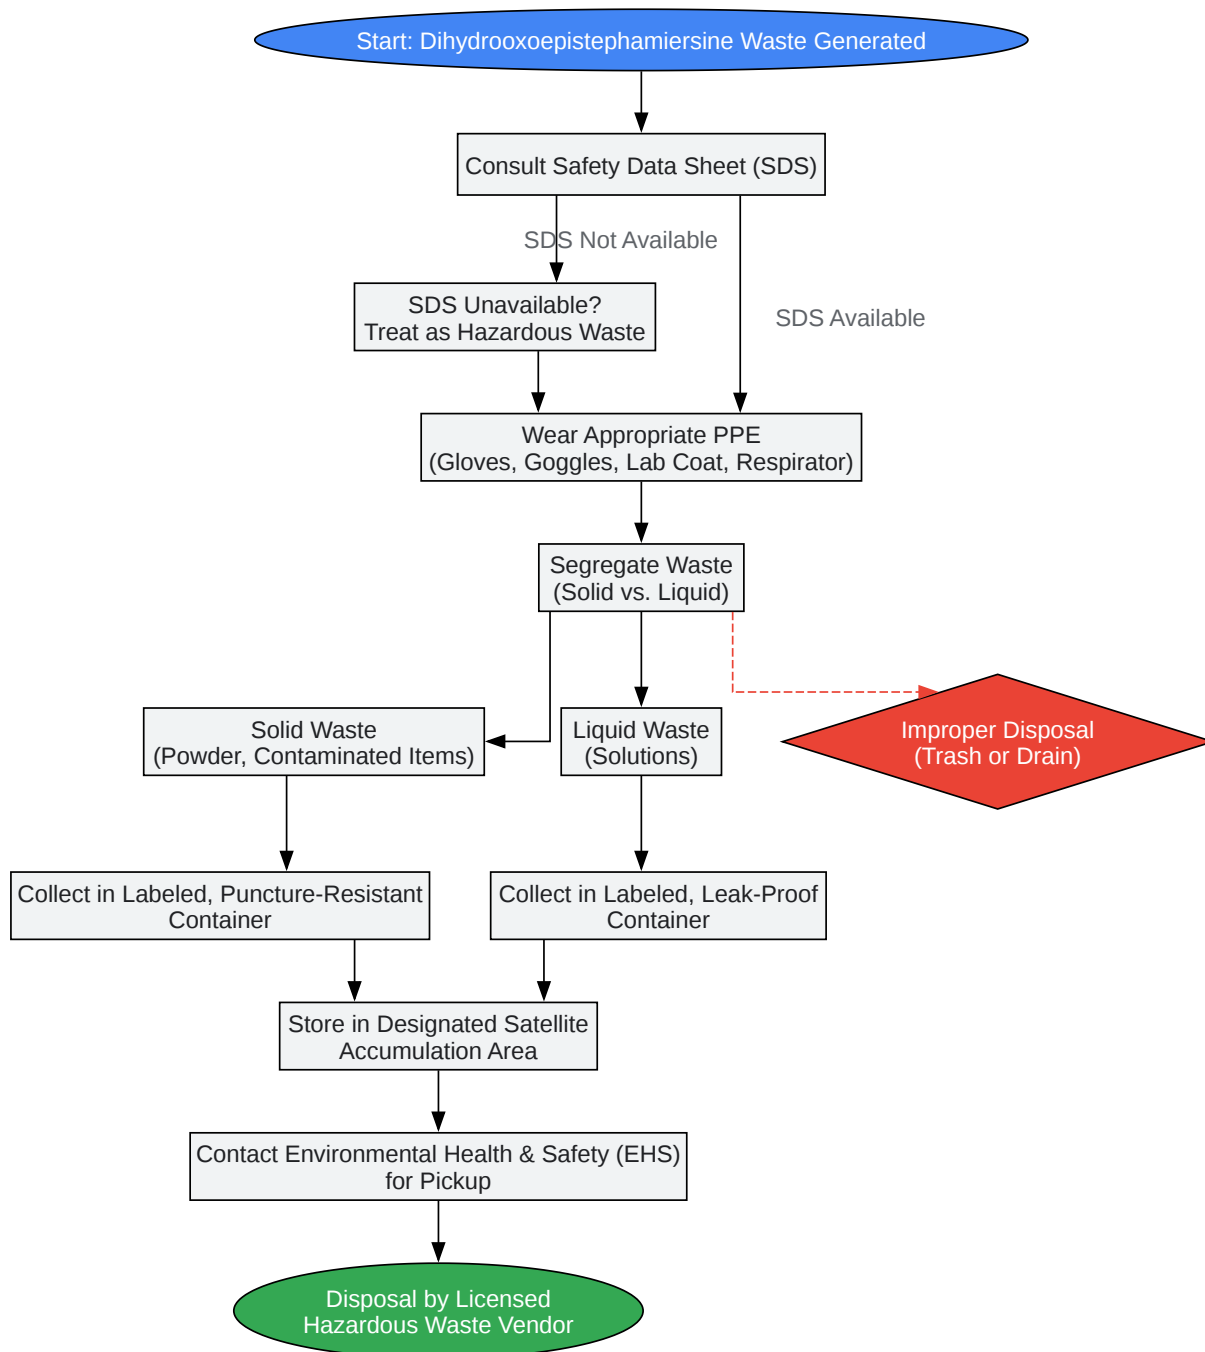 Start: Dihydrooxoepistephamiersine Waste Generated
Consult Safety Data Sheet (SDS)
SDS Not Available
SDS Unavailable?
Treat as Hazardous Waste
SDS Available
Wear Appropriate PPE
(Gloves, Goggles, Lab Coat, Respirator)
Segregate Waste
(Solid vs. Liquid)
Solid Waste
(Powder, Contaminated Items)
Liquid Waste
(Solutions)
Improper Disposal
(Trash or Drain)
Collect in Labeled, Puncture-Resistant
Container
Collect in Labeled, Leak-Proof
Container
Store in Designated Satellite
Accumulation Area
Contact Environmental Health & Safety (EHS)
for Pickup
Disposal by Licensed
Hazardous Waste Vendor